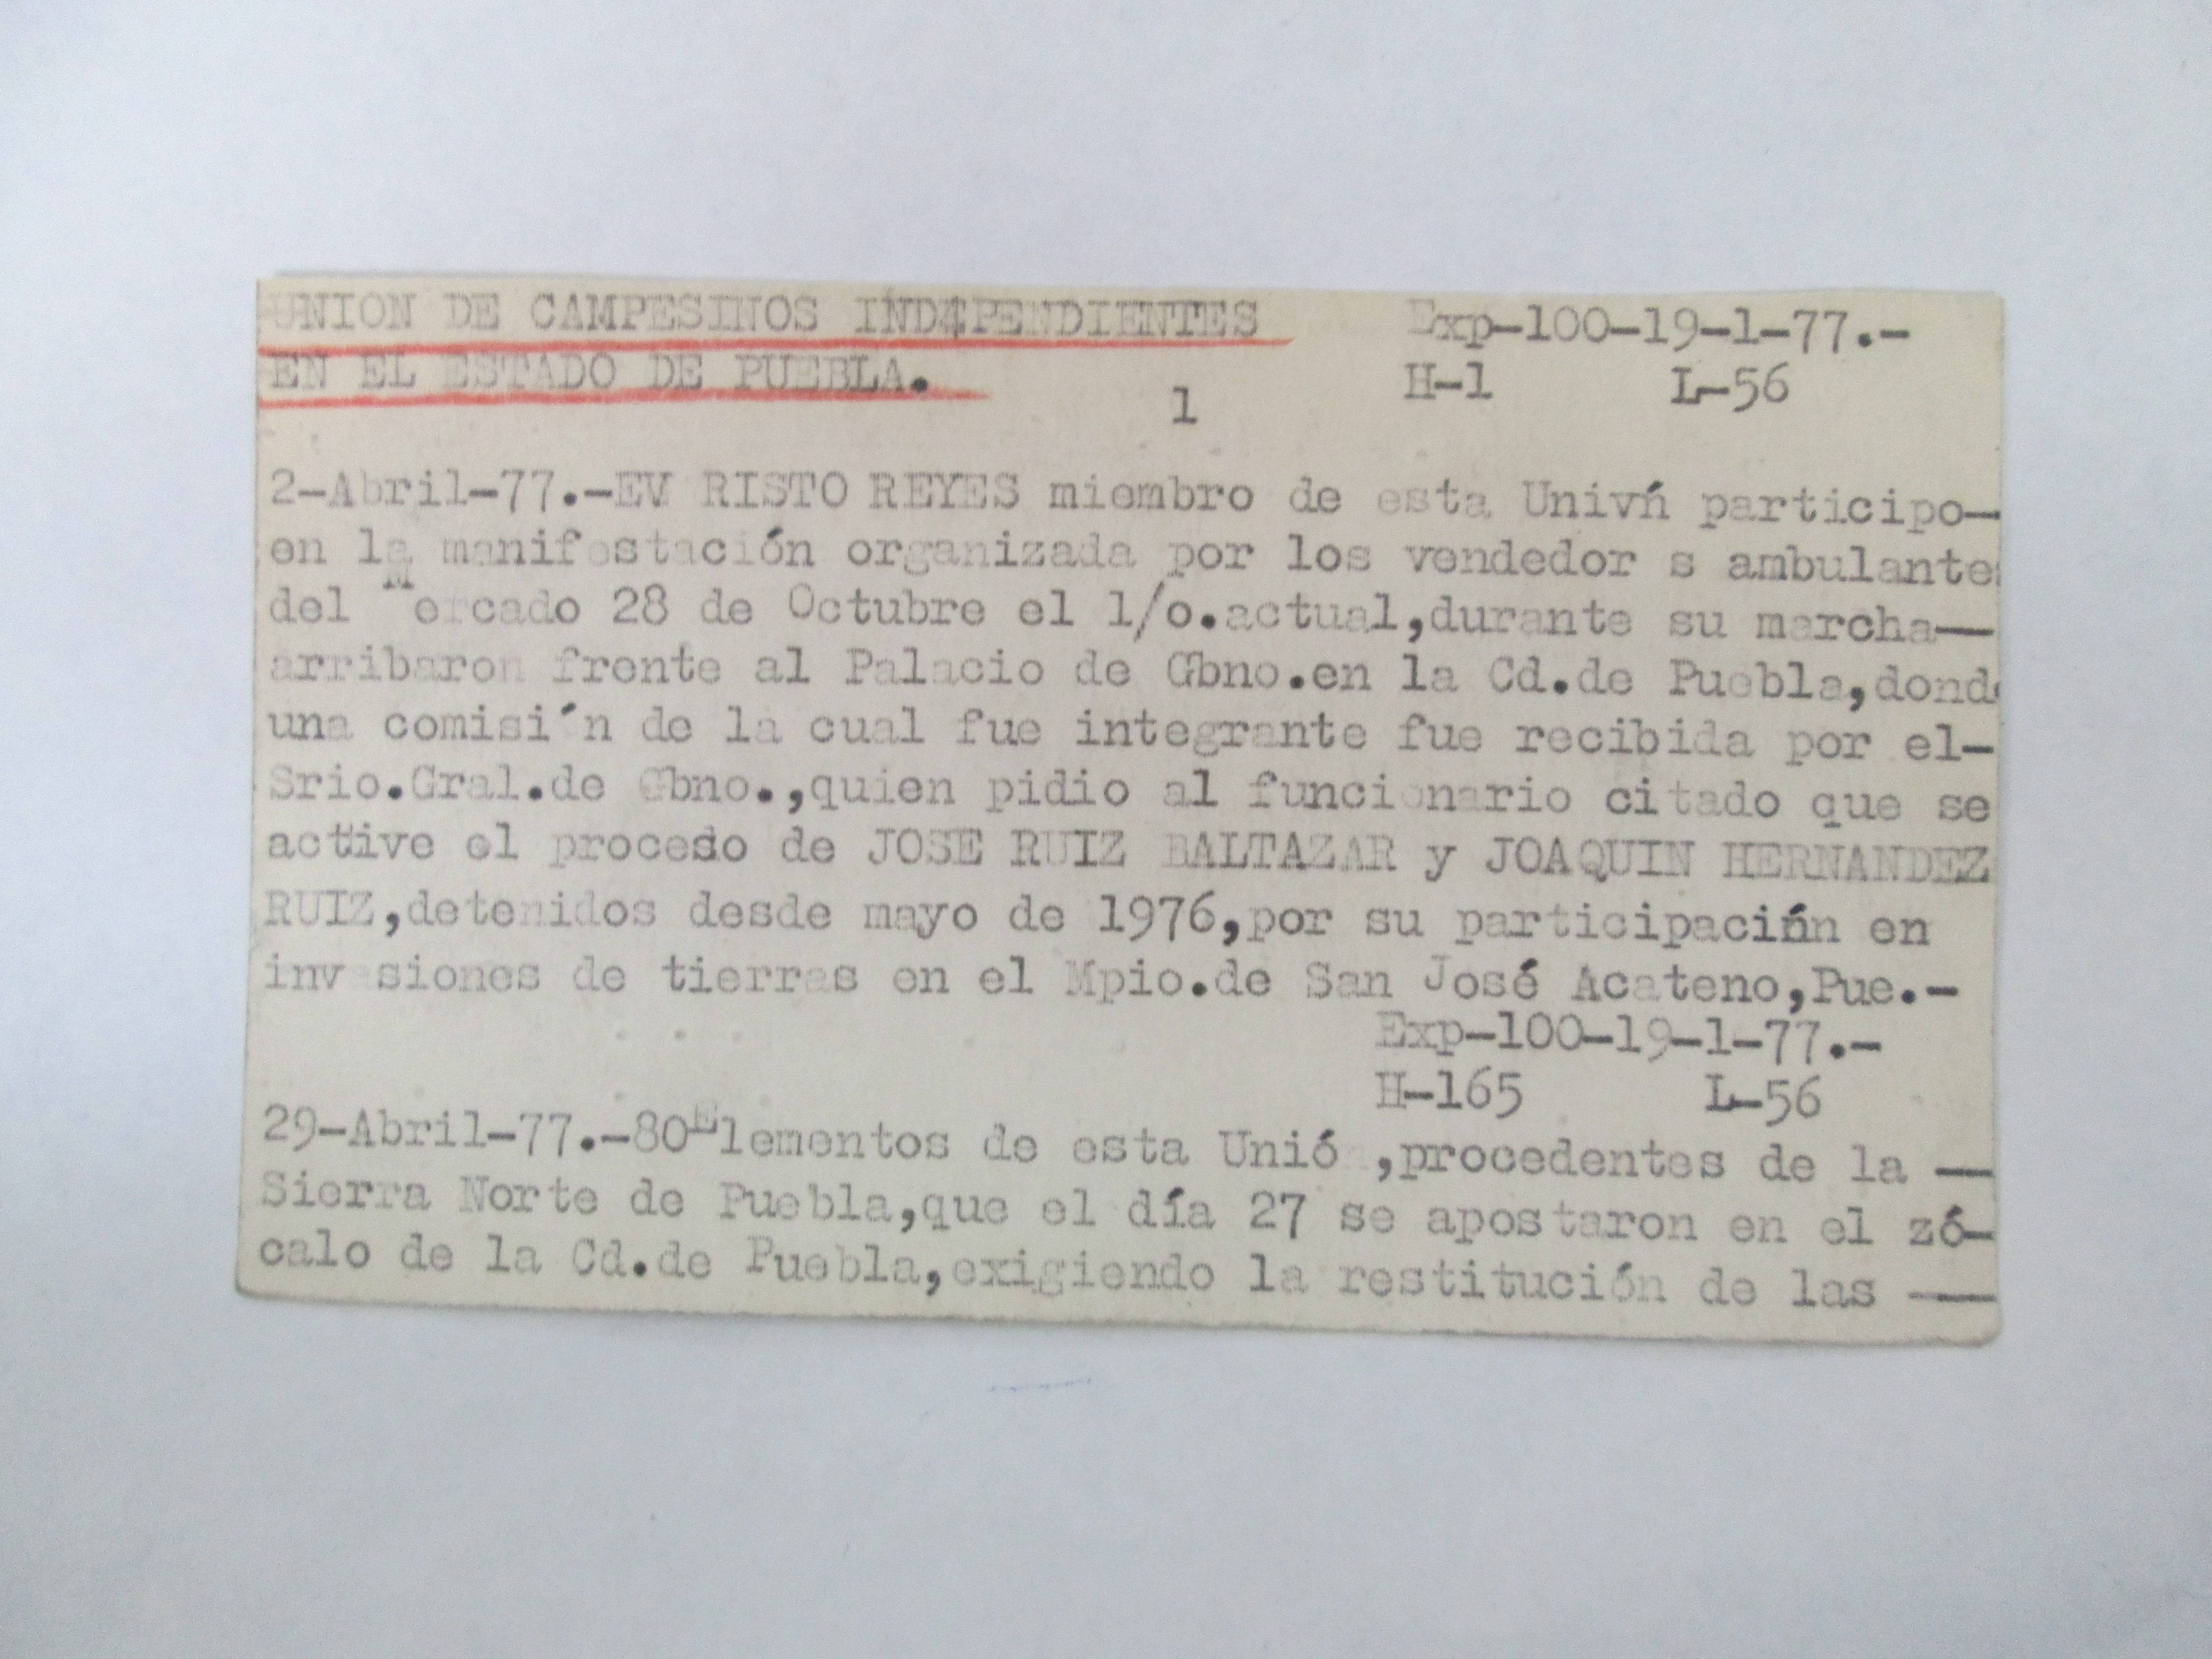 UNION DE CAMPESINOS INDEPENDIENTES Exp-100-19-1-77.-
EN EL ESTADO DE PUEBLA. 1 H-1 L-56
2-Abril-77.-EV RISTO REYES miembro de esta Univń participo-
en la manifestación organizada por los vendedor s ambulantes
del Mercado 28 de Octubre el 1/o.actual,durante su marcha--
arribaron frente al Palacio de Gbno.en la Cd.de Puebla,donde
una comisi´n de la cual fue integrante fue recibida por el-
Srio.Gral.de Gbno.,quien pidio al funcionario citado que se
active el proceso de JOSE RUIZ BALTAZAR y JOAQUIN HERNANDEZ
RUIZ,detenidos desde mayo de 1976,por su participacińn en
inv siones de tierras en el Mpio.de San José Acateno,Pue.-
Exp-100-19-1-77.-
H-165 L-56
29-Abril-77.-80 Elementos de esta Unió ,procedentes de la --
Sierra Norte de Puebla,que el día 27 se apostaron en el zó-
calo de la Cd.de Puebla,exigiendo la restitución de las ---